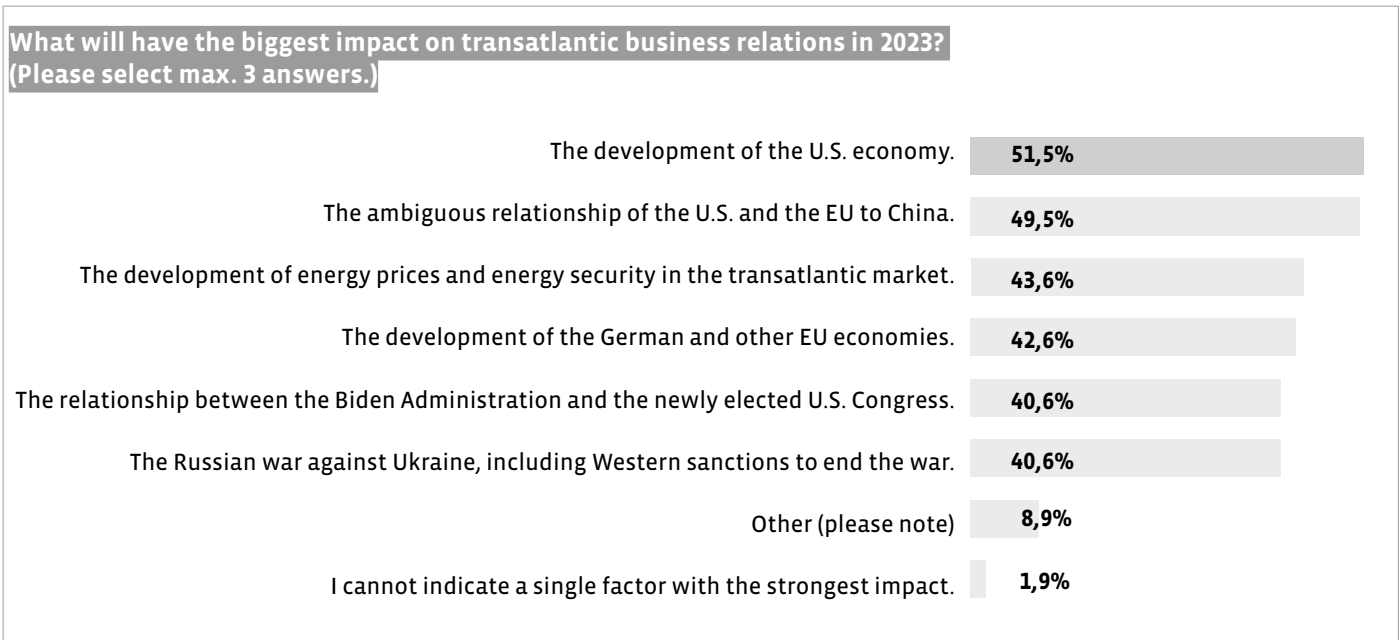 What will have the biggest impact on transatlantic business relations in 2023?
(Please select max. 3 answers.)
The development of the U.S. economy. 51,5%
The ambiguous relationship of the U.S. and the EU to China. 49,5%
The development of energy prices and energy security in the transatlantic market. 43,6%
The development of the German and other EU economies. 42,6%
The relationship between the Biden Administration and the newly elected U.S. Congress. 40,6%
The Russian war against Ukraine, including Western sanctions to end the war. 40,6%
Other (please note) 8,9%
I cannot indicate a single factor with the strongest impact. 1,9%